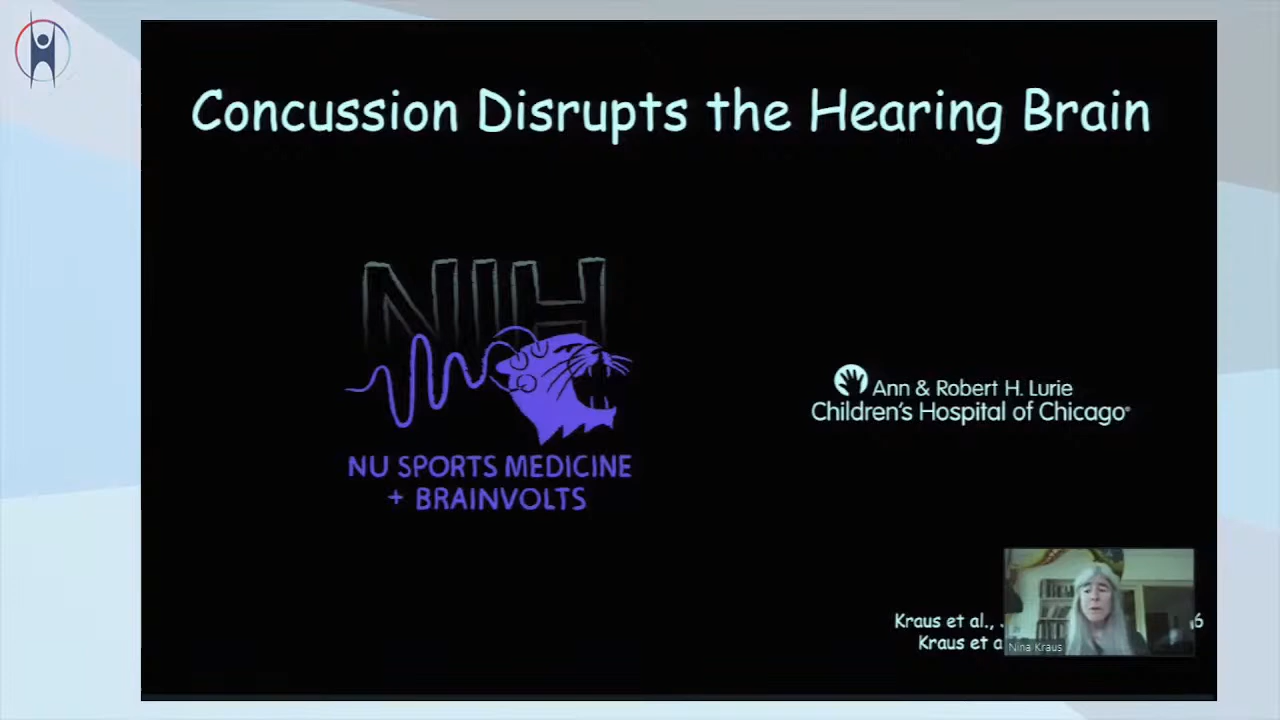 Concussion Disrupts the Hearing Brain
NIH
NU SPORTS MEDICINE
+ BRAINVOLTS
Ann & Robert H. Lurie
Children's Hospital of Chicago
Kraus et al.,
Kraus et a
Nina Kraus